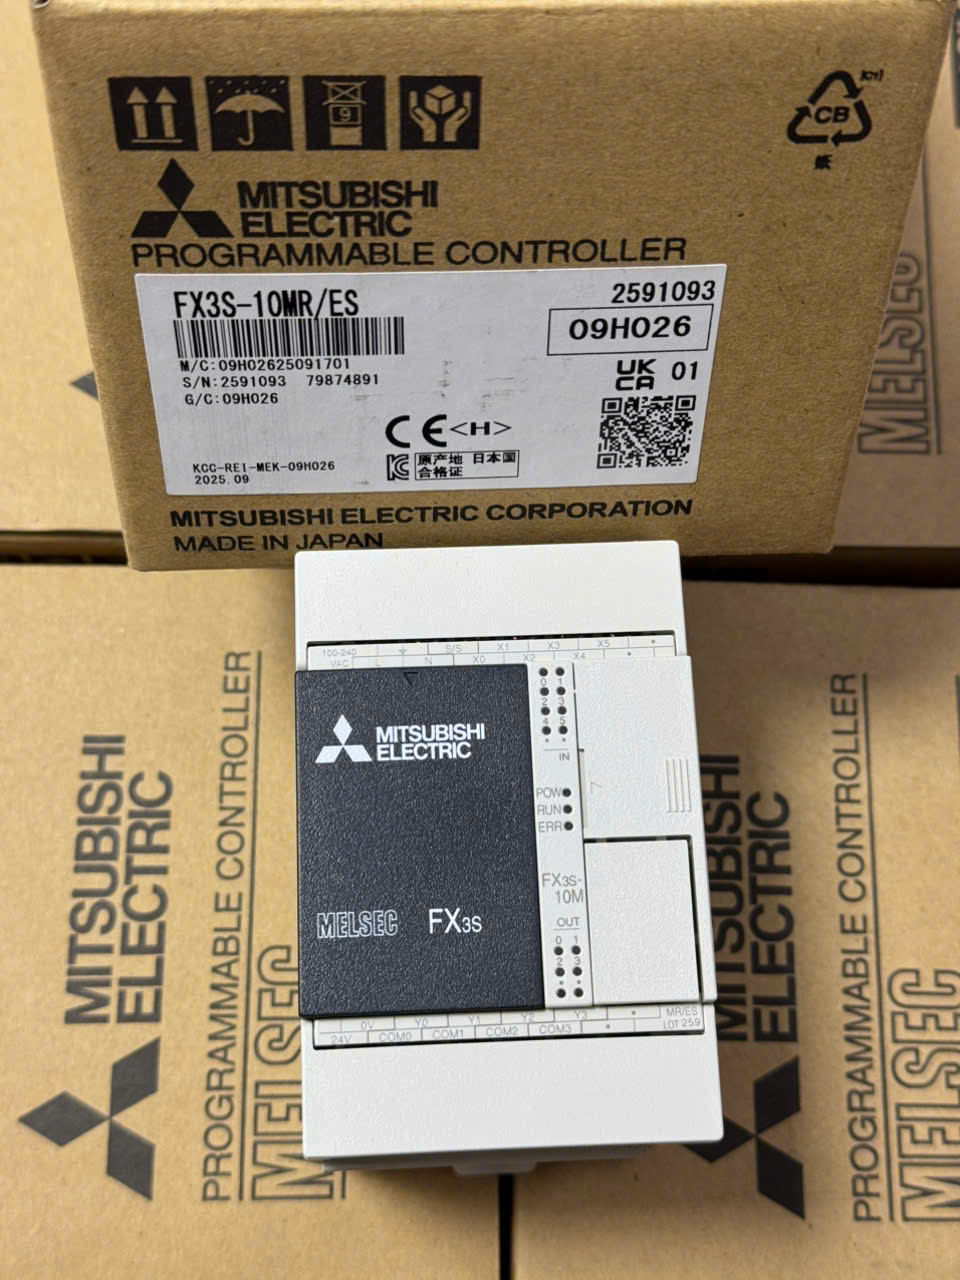 9
CB
紙
MITSUBISHI
ELECTRIC
PROGRAMMABLE CONTROLLER
FX3S-10MR/ES
2591093
09H026
M/C:09H02625091701
S/N:2591093 79874891
G/C:09H026
UK
CA 01
CE <H>
KCC-REI-MEK-09H026
2025.09
原产地 日本国
合格证
MITSUBISHI ELECTRIC CORPORATION
MADE IN JAPAN
MELSEC
100-240
VAC
S/S X1 X3 X5
L N X0 X2 X4
MITSUBISHI
ELECTRIC
0 1
2 3
4 5
IN
POW
RUN
ERR
FX3S-
10M
OUT
0 1
2 3
MELSEC FX3S
0V Y0 Y1 Y2 Y3
24V COM0 COM1 COM2 COM3
MR/ES
LOT 259
MITSUBISHI
ELECTRIC
PROGRAMMABLE CONTROLLER
MELSEC
MITSUBISHI
ELECTRIC
PROGRAMMABLE CONTROLLER
MELSEC